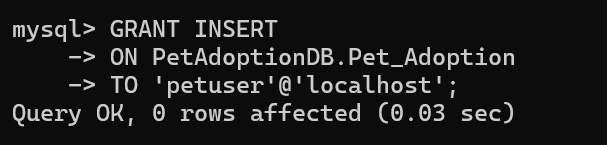 mysql> GRANT INSERT
    -> ON PetAdoptionDB.Pet_Adoption
    -> TO 'petuser'@'localhost';
Query OK, 0 rows affected (0.03 sec)